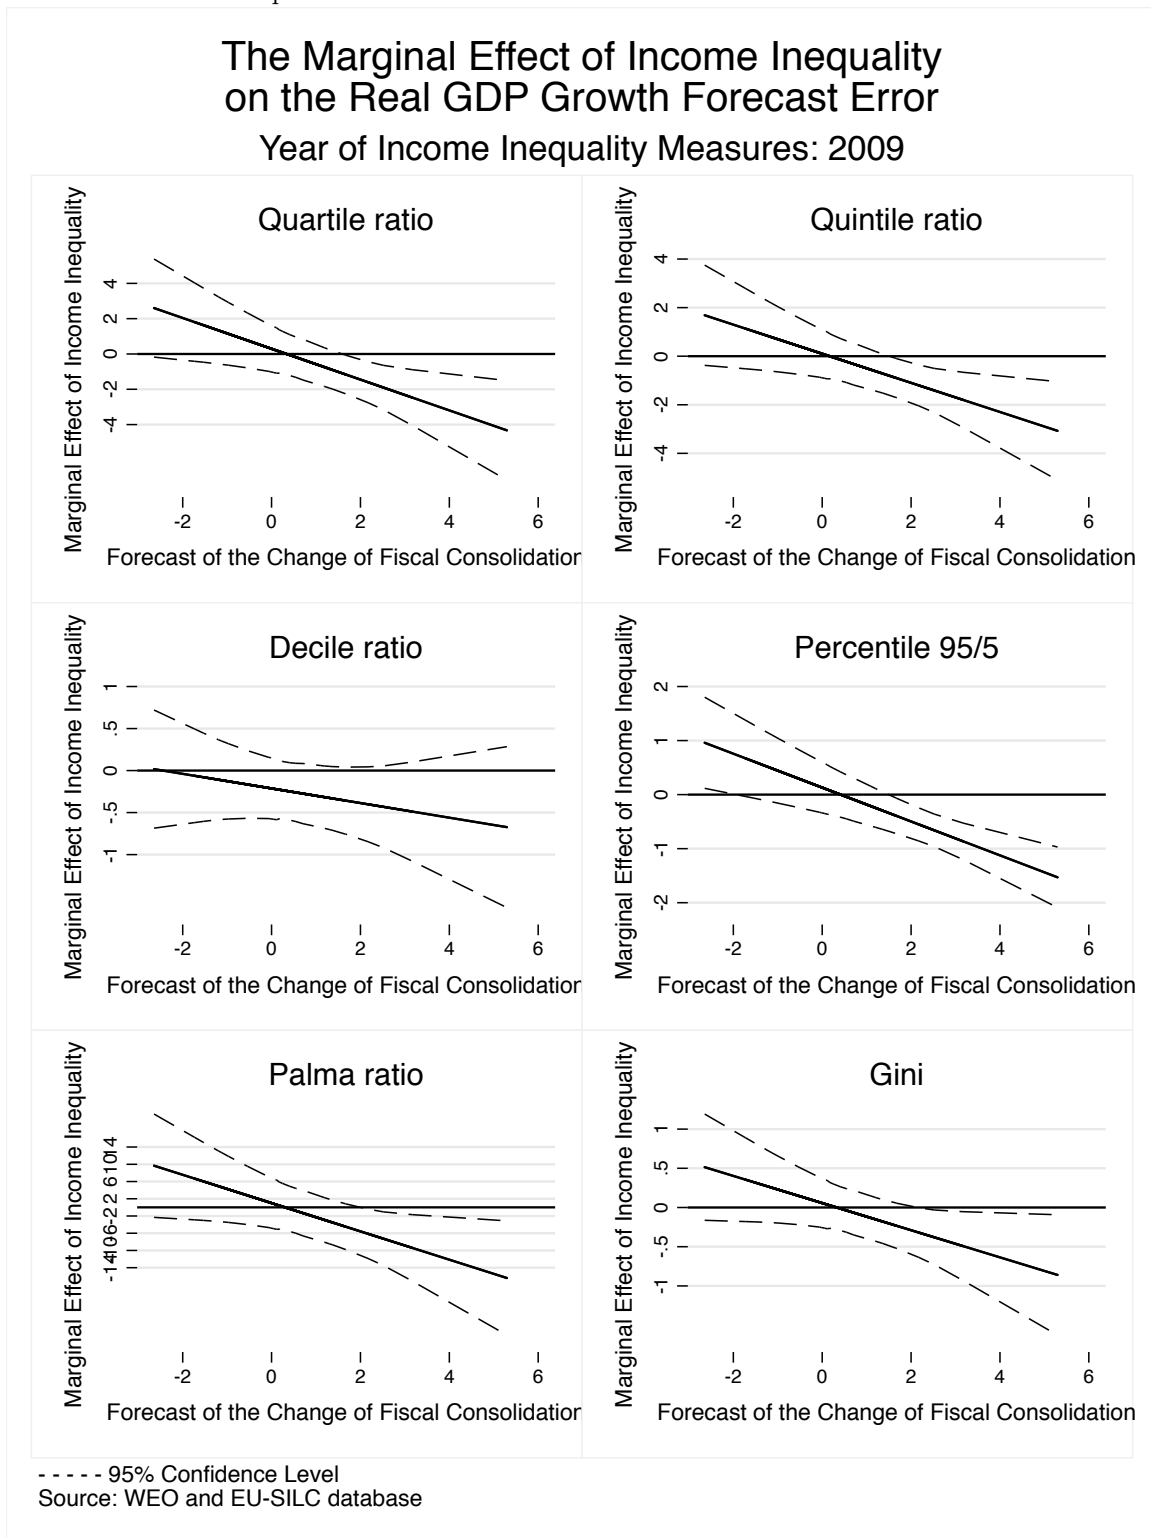 The Marginal Effect of Income Inequality
on the Real GDP Growth Forecast Error
Year of Income Inequality Measures: 2009
Quartile ratio
Marginal Effect of Income Inequality
4
2
0
-2
-4
-2 0 2 4 6
Forecast of the Change of Fiscal Consolidation
Quintile ratio
Marginal Effect of Income Inequality
4
2
0
-2
-4
-2 0 2 4 6
Forecast of the Change of Fiscal Consolidation
Decile ratio
Marginal Effect of Income Inequality
1
.5
0
-.5
-1
-2 0 2 4 6
Forecast of the Change of Fiscal Consolidation
Percentile 95/5
Marginal Effect of Income Inequality
2
1
0
-1
-2
-2 0 2 4 6
Forecast of the Change of Fiscal Consolidation
Palma ratio
Marginal Effect of Income Inequality
14
10
6
2
-2
-6
-10
-14
-2 0 2 4 6
Forecast of the Change of Fiscal Consolidation
Gini
Marginal Effect of Income Inequality
1
.5
0
-.5
-1
-2 0 2 4 6
Forecast of the Change of Fiscal Consolidation
- - - - - 95% Confidence Level
Source: WEO and EU-SILC database